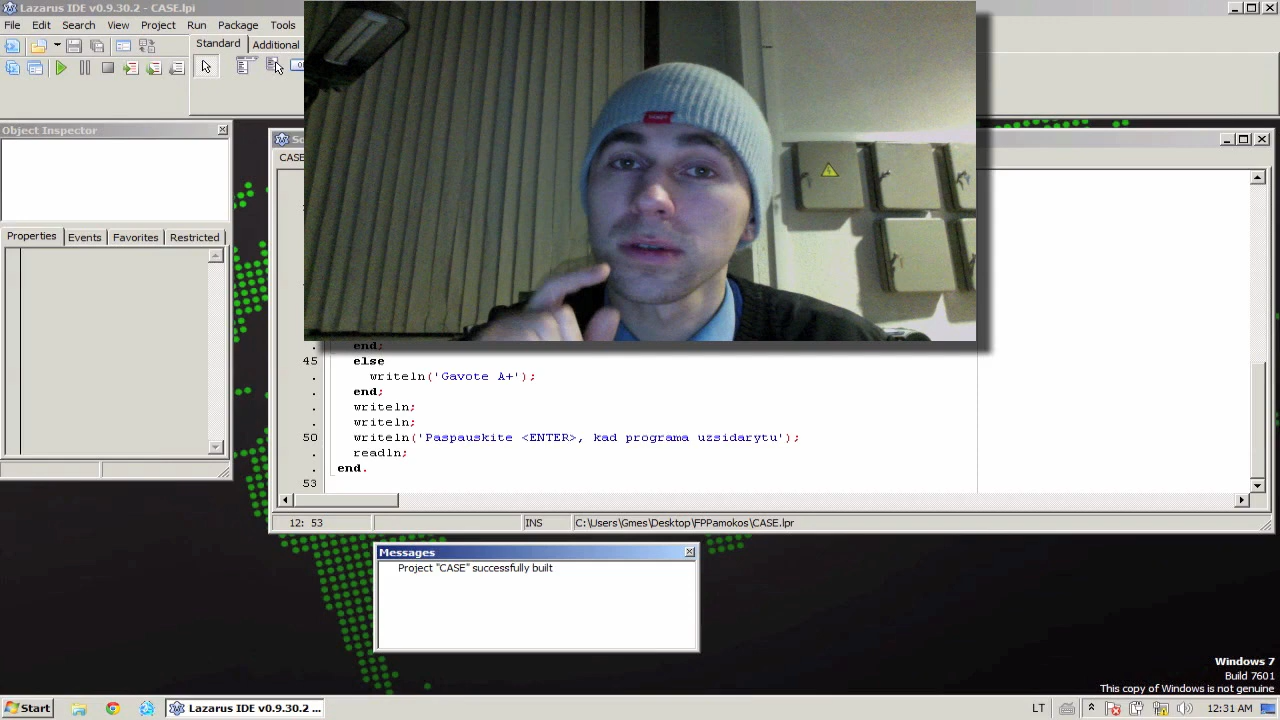 Lazarus IDE v0.9.30.2 - CASE.lpi
File Edit Search View Project Run Package Tools
Standard Additional
Object Inspector
Properties Events Favorites Restricted
CASE
end;
45 else
writeln('Gavote A+');
end;
writeln;
writeln;
50 writeln('Paspauskite <ENTER>, kad programa uzsidarytu');
readln;
end.
53
12: 53 INS C:\Users\Gmes\Desktop\FPPamokos\CASE.lpr
Messages
Project "CASE" successfully built
Windows 7
Build 7601
This copy of Windows is not genuine
Start Lazarus IDE v0.9.30.2 ... LT 12:31 AM